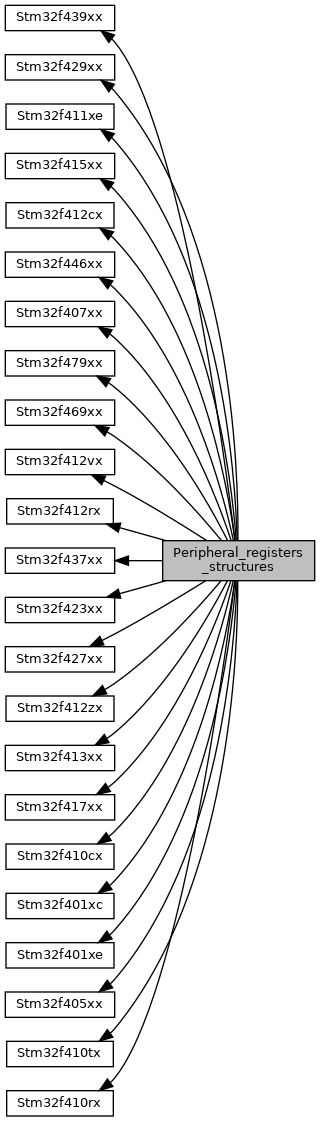 Stm32f439xx
Stm32f429xx
Stm32f411xe
Stm32f415xx
Stm32f412cx
Stm32f446xx
Stm32f407xx
Stm32f479xx
Stm32f469xx
Stm32f412vx
Stm32f412rx
Peripheral_registers
_structures
Stm32f437xx
Stm32f423xx
Stm32f427xx
Stm32f412zx
Stm32f413xx
Stm32f417xx
Stm32f410cx
Stm32f401xc
Stm32f401xe
Stm32f405xx
Stm32f410tx
Stm32f410rx